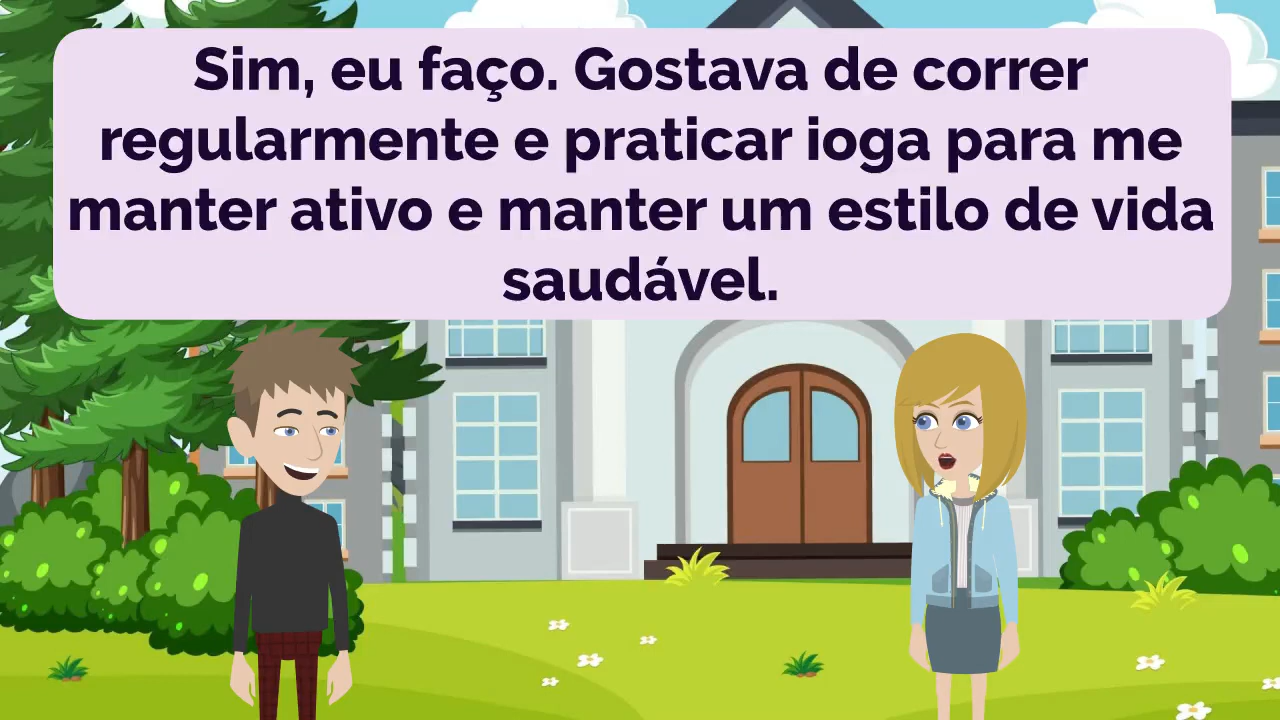 Sim, eu faço. Gostava de correr
regularmente e praticar ioga para me
manter ativo e manter um estilo de vida
saudável.